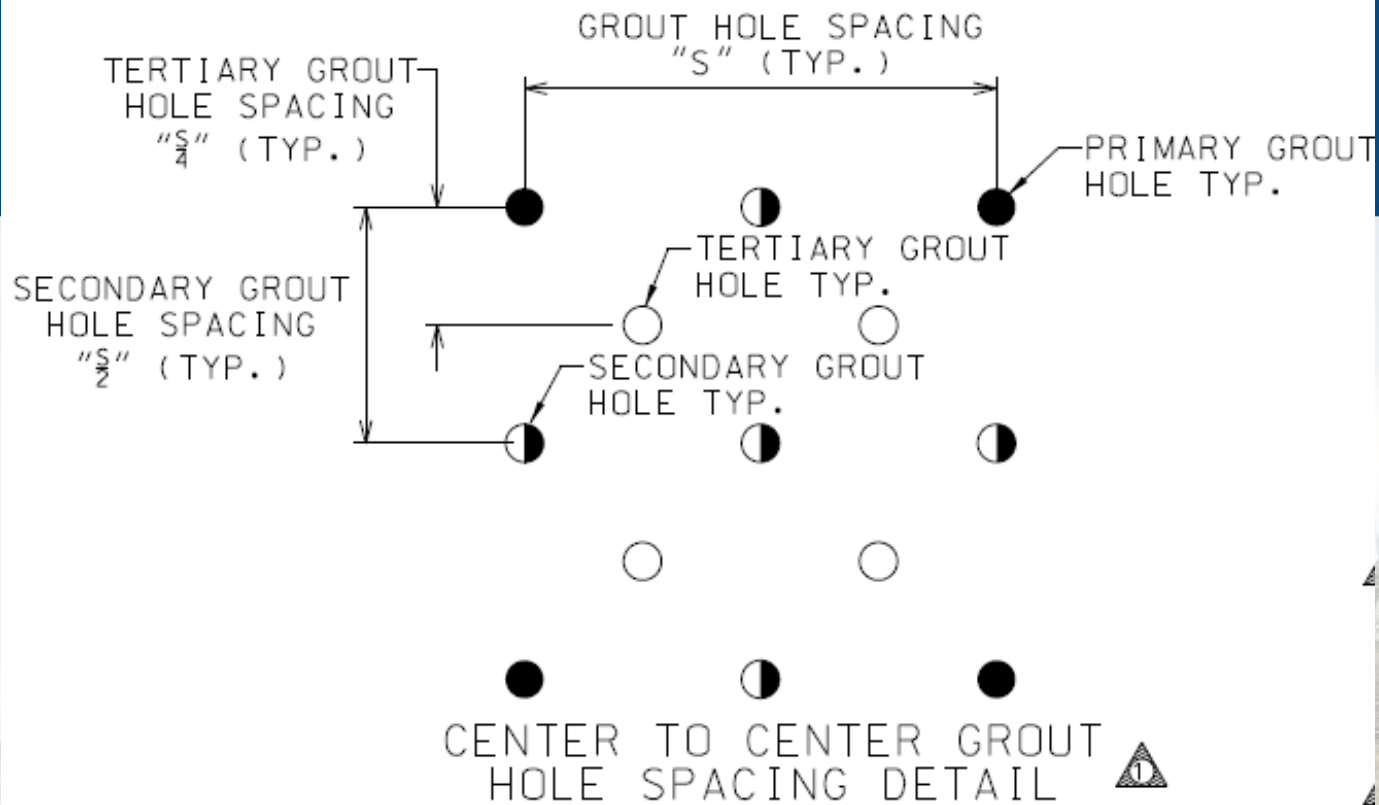 GROUT HOLE SPACING
"S" (TYP.)
TERTIARY GROUT
HOLE SPACING
"S/4" (TYP.)
PRIMARY GROUT
HOLE TYP.
TERTIARY GROUT
HOLE TYP.
SECONDARY GROUT
HOLE SPACING
"S/2" (TYP.)
SECONDARY GROUT
HOLE TYP.
CENTER TO CENTER GROUT
HOLE SPACING DETAIL
1